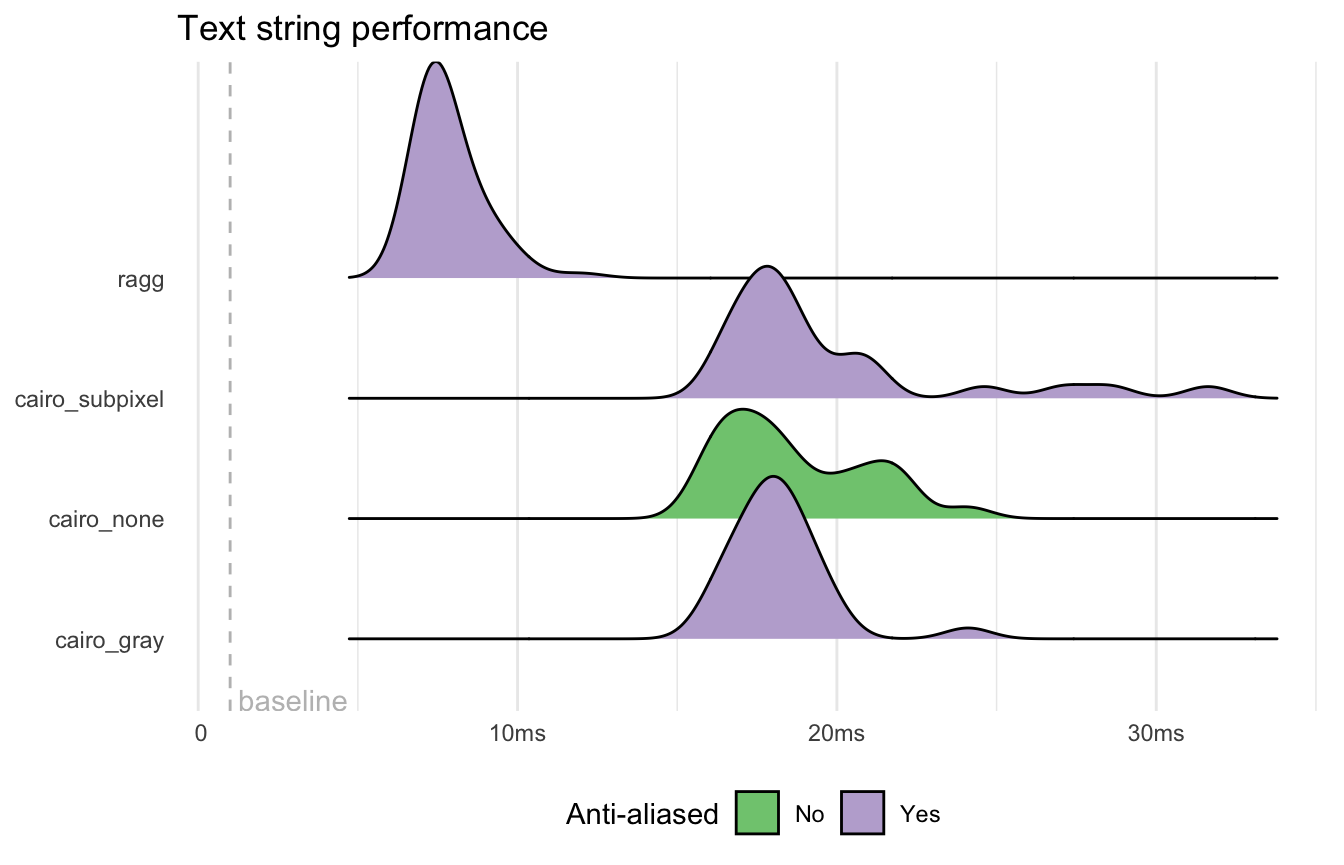 Text string performance
ragg
cairo_subpixel
cairo_none
cairo_gray
baseline
0 10ms 20ms 30ms
Anti-aliased No Yes